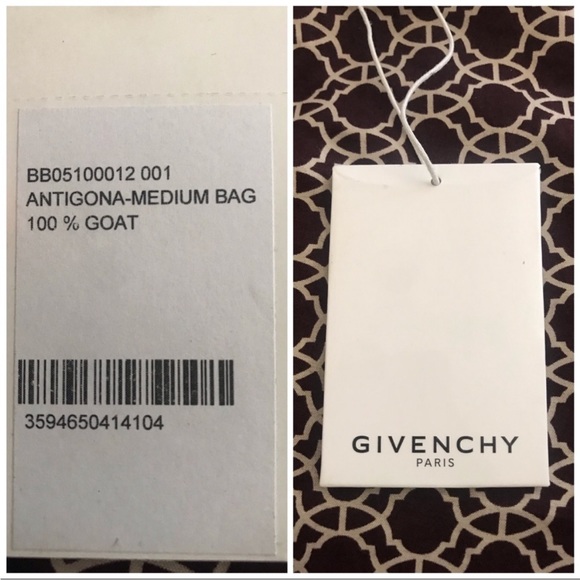 BB05100012 001
ANTIGONA-MEDIUM BAG
100 % GOAT
3594650414104
GIVENCHY
PARIS